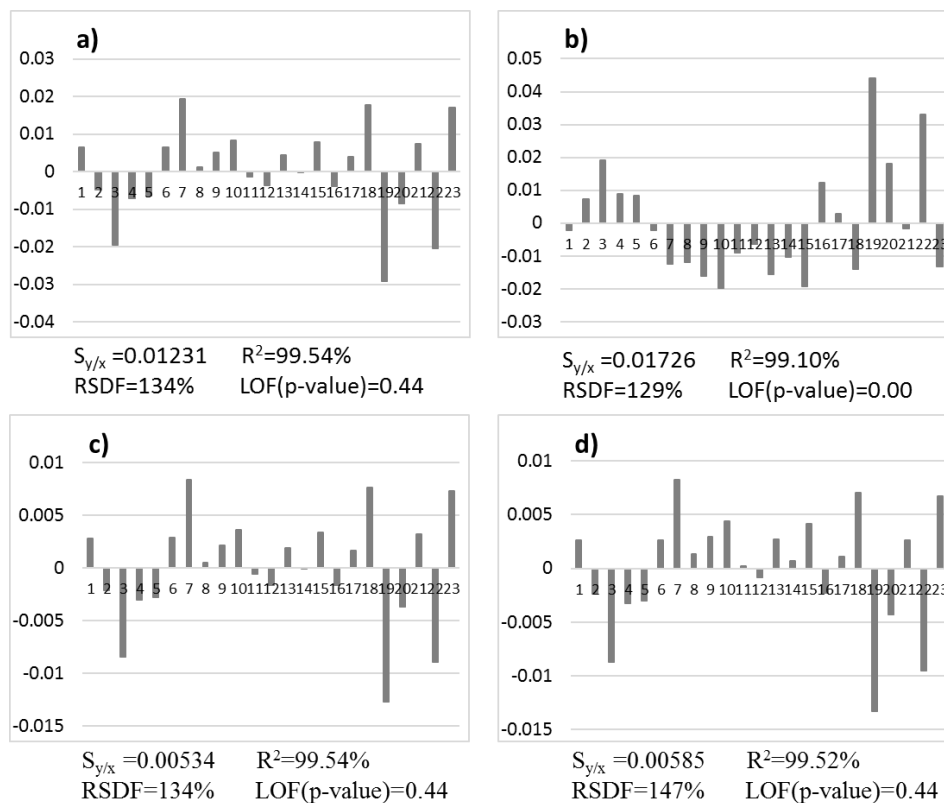 a)
0.03
0.02
0.01
0
-0.01
-0.02
-0.03
-0.04
1 2 3 4 5 6 7 8 9 10 11 12 13 14 15 16 17 18 19 20 21 22 23
S_y/x =0.01231 R²=99.54%
RSDF=134% LOF(p-value)=0.44
b)
0.05
0.04
0.03
0.02
0.01
0
-0.01
-0.02
-0.03
1 2 3 4 5 6 7 8 9 10 11 12 13 14 15 16 17 18 19 20 21 22 23
S_y/x =0.01726 R²=99.10%
RSDF=129% LOF(p-value)=0.00
c)
0.01
0.005
0
-0.005
-0.01
-0.015
1 2 3 4 5 6 7 8 9 10 11 12 13 14 15 16 17 18 19 20 21 22 23
S_y/x =0.00534 R²=99.54%
RSDF=134% LOF(p-value)=0.44
d)
0.01
0.005
0
-0.005
-0.01
-0.015
1 2 3 4 5 6 7 8 9 10 11 12 13 14 15 16 17 18 19 20 21 22 23
S_y/x =0.00585 R²=99.52%
RSDF=147% LOF(p-value)=0.44